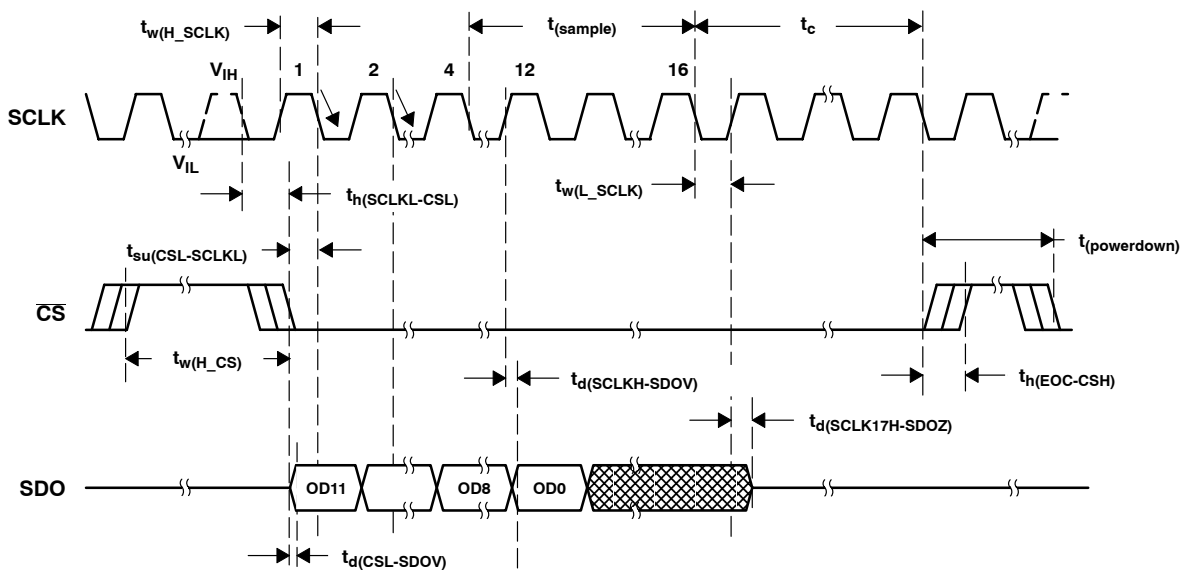 tw(H_SCLK)
t(sample)
tc
VIH
1
2
4
12
16
SCLK
VIL
th(SCLKL-CSL)
tw(L_SCLK)
tsu(CSL-SCLKL)
t(powerdown)
CS
tw(H_CS)
td(SCLKH-SDOV)
th(EOC-CSH)
td(SCLK17H-SDOZ)
SDO
OD11
OD8
OD0
td(CSL-SDOV)